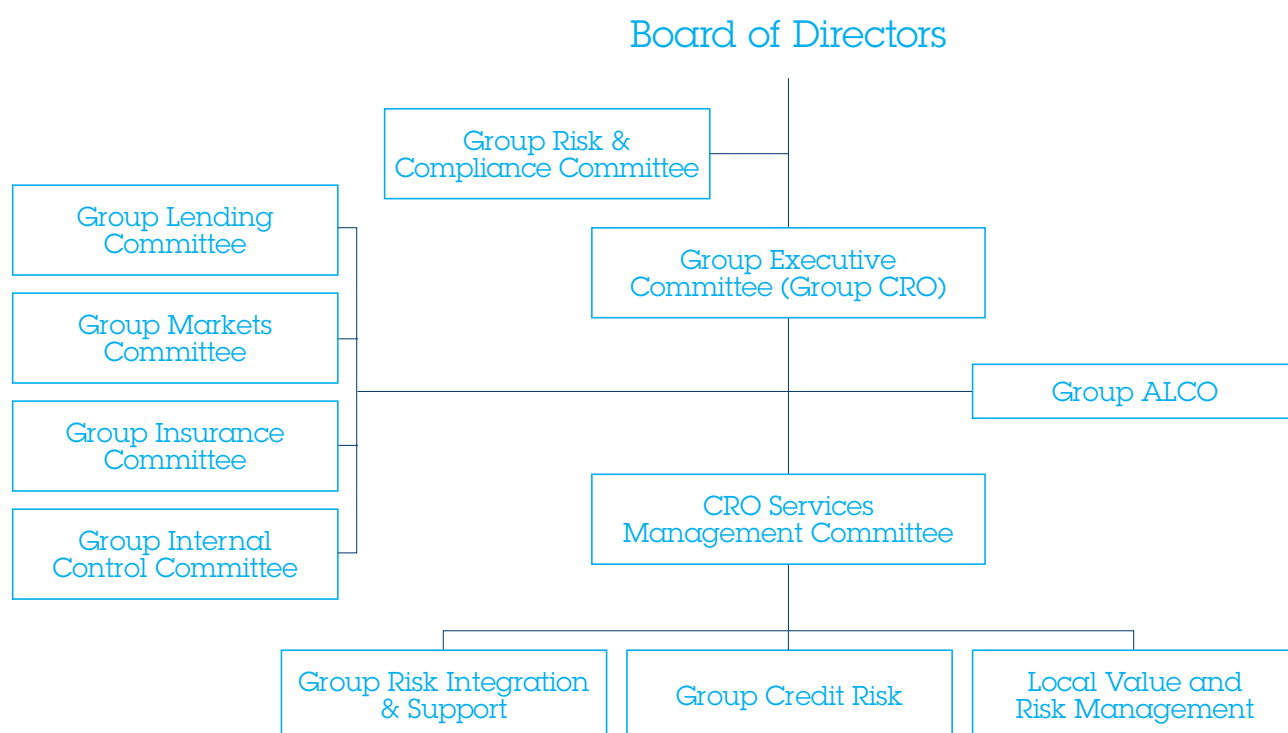 Board of Directors
Group Risk &
Compliance Committee
Group Lending
Committee
Group Executive
Committee (Group CRO)
Group Markets
Committee
Group ALCO
Group Insurance
Committee
CRO Services
Management Committee
Group Internal
Control Committee
Group Risk Integration
& Support
Group Credit Risk
Local Value and
Risk Management